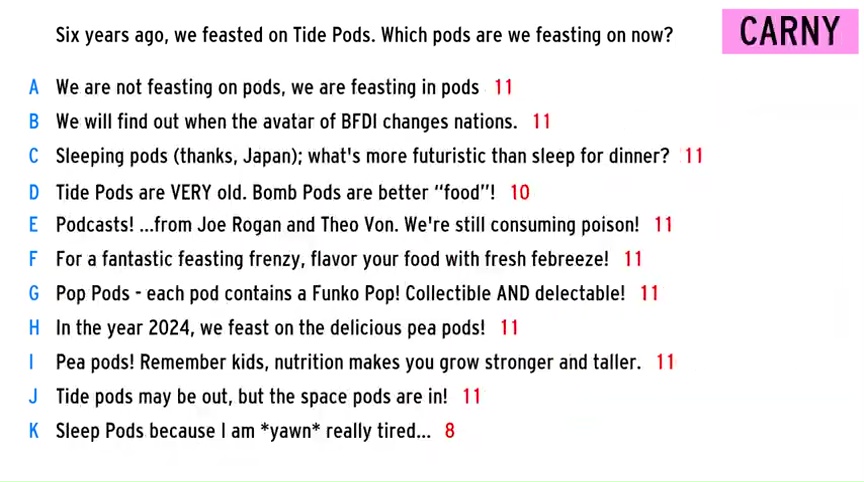 Six years ago, we feasted on Tide Pods. Which pods are we feasting on now?
CARNY
A We are not feasting on pods, we are feasting in pods 11
B We will find out when the avatar of BFDI changes nations. 11
C Sleeping pods (thanks, Japan); what's more futuristic than sleep for dinner? 11
D Tide Pods are VERY old. Bomb Pods are better “food”! 10
E Podcasts! ...from Joe Rogan and Theo Von. We're still consuming poison! 11
F For a fantastic feasting frenzy, flavor your food with fresh febreeze! 11
G Pop Pods - each pod contains a Funko Pop! Collectible AND delectable! 11
H In the year 2024, we feast on the delicious pea pods! 11
I Pea pods! Remember kids, nutrition makes you grow stronger and taller. 11
J Tide pods may be out, but the space pods are in! 11
K Sleep Pods because I am *yawn* really tired... 8